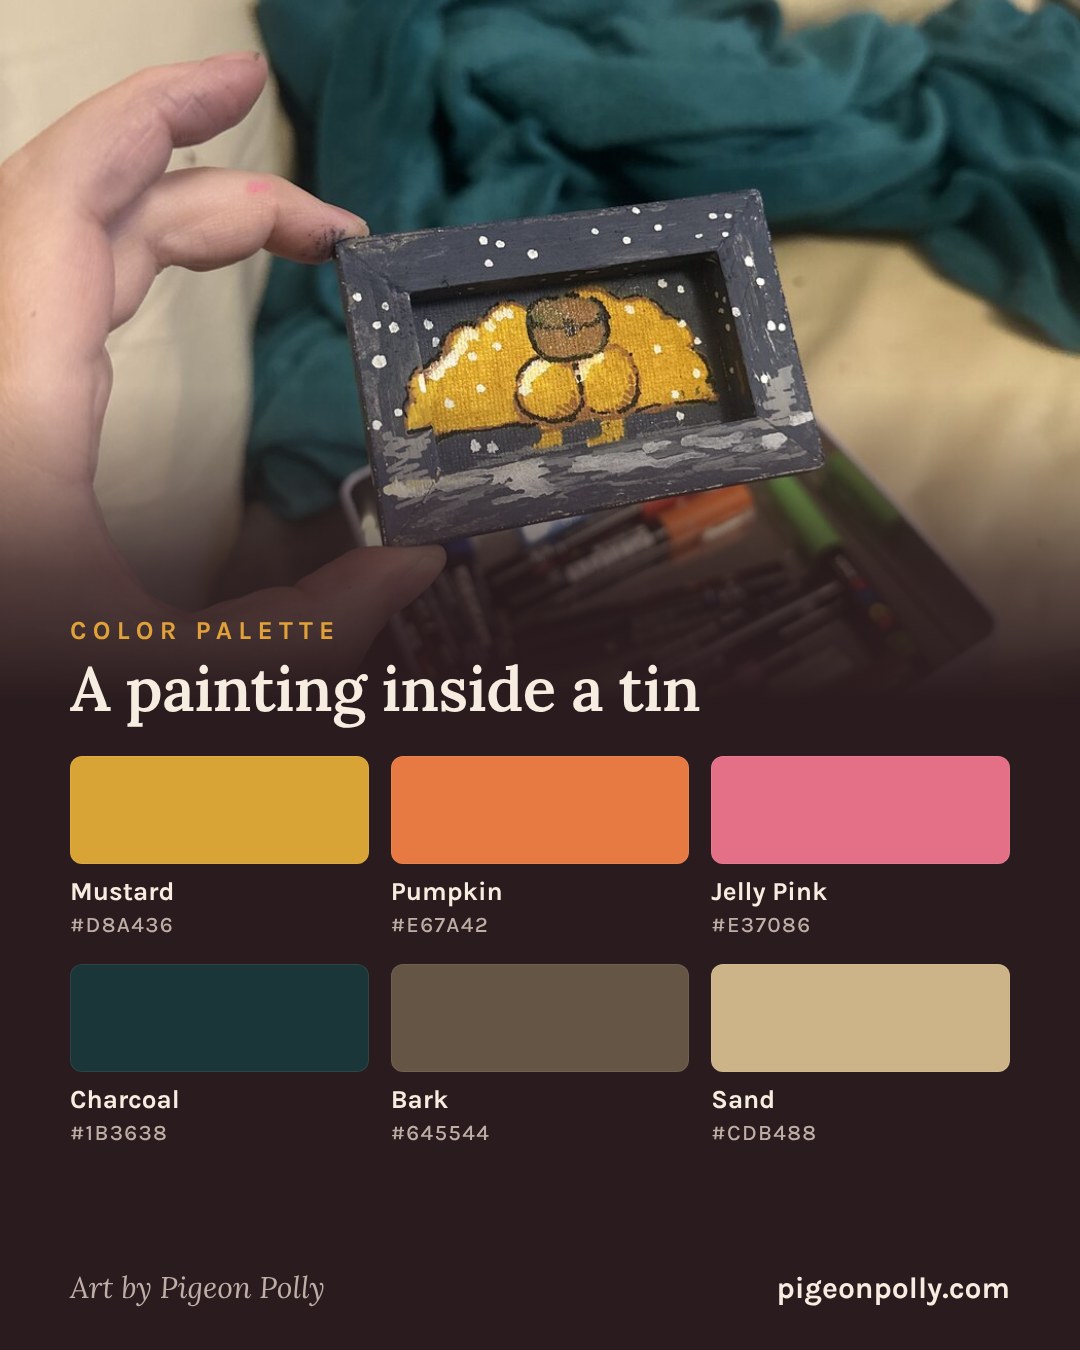 COLOR PALETTE
A painting inside a tin
Mustard
#D8A436
Pumpkin
#E67A42
Jelly Pink
#E37086
Charcoal
#1B3638
Bark
#645544
Sand
#CDB488
Art by Pigeon Polly
pigeonpolly.com